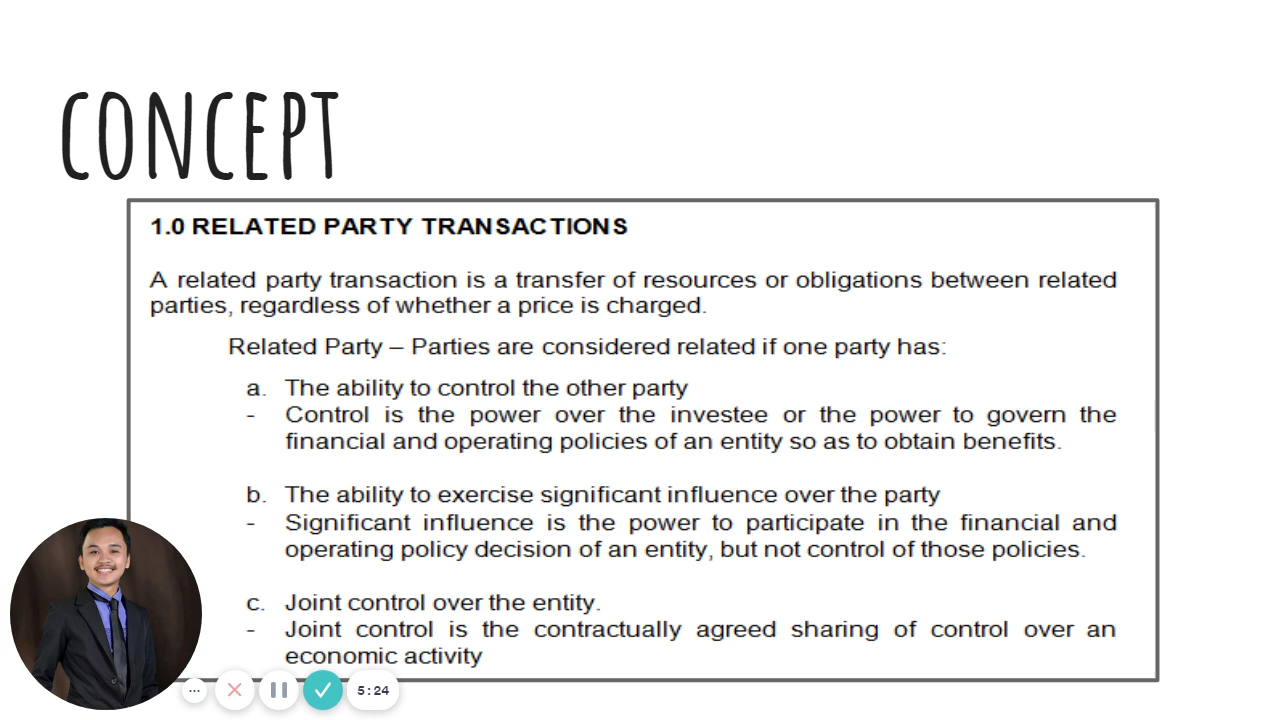 CONCEPT
1.0 RELATED PARTY TRANSACTIONS
A related party transaction is a transfer of resources or obligations between related
parties, regardless of whether a price is charged.
Related Party – Parties are considered related if one party has:
a. The ability to control the other party
- Control is the power over the investee or the power to govern the
financial and operating policies of an entity so as to obtain benefits.
b. The ability to exercise significant influence over the party
- Significant influence is the power to participate in the financial and
operating policy decision of an entity, but not control of those policies.
c. Joint control over the entity.
- Joint control is the contractually agreed sharing of control over an
economic activity
5:24